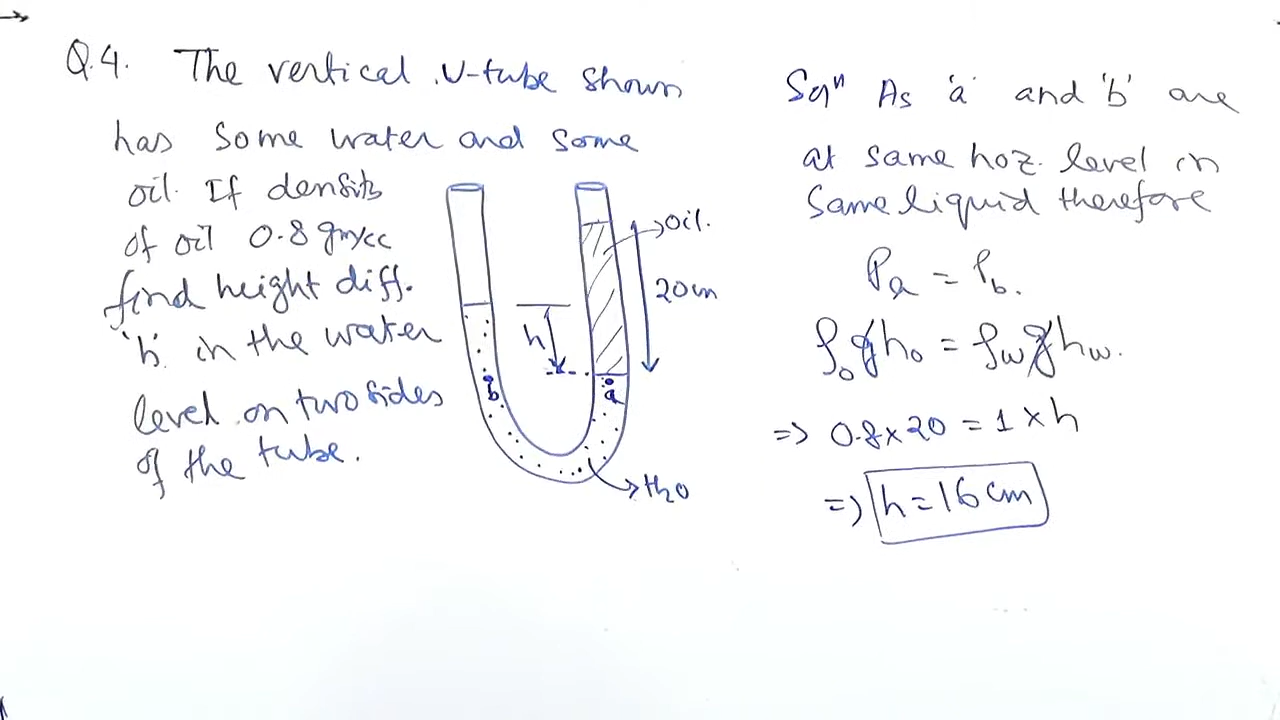 Q.4. The vertical U-tube shown
has some water and some
oil. If density
of oil 0.8 gm/cc
find height diff.
'h' in the water
level on two sides
of the tube.
oil.
20cm
h
b
a
H2O
Solⁿ As 'a' and 'b' are
at same hoz. level in
same liquid therefore
Pa = Pb.
ρo g ho = ρw g hw.
=> 0.8 x 20 = 1 x h
=> h = 16 cm